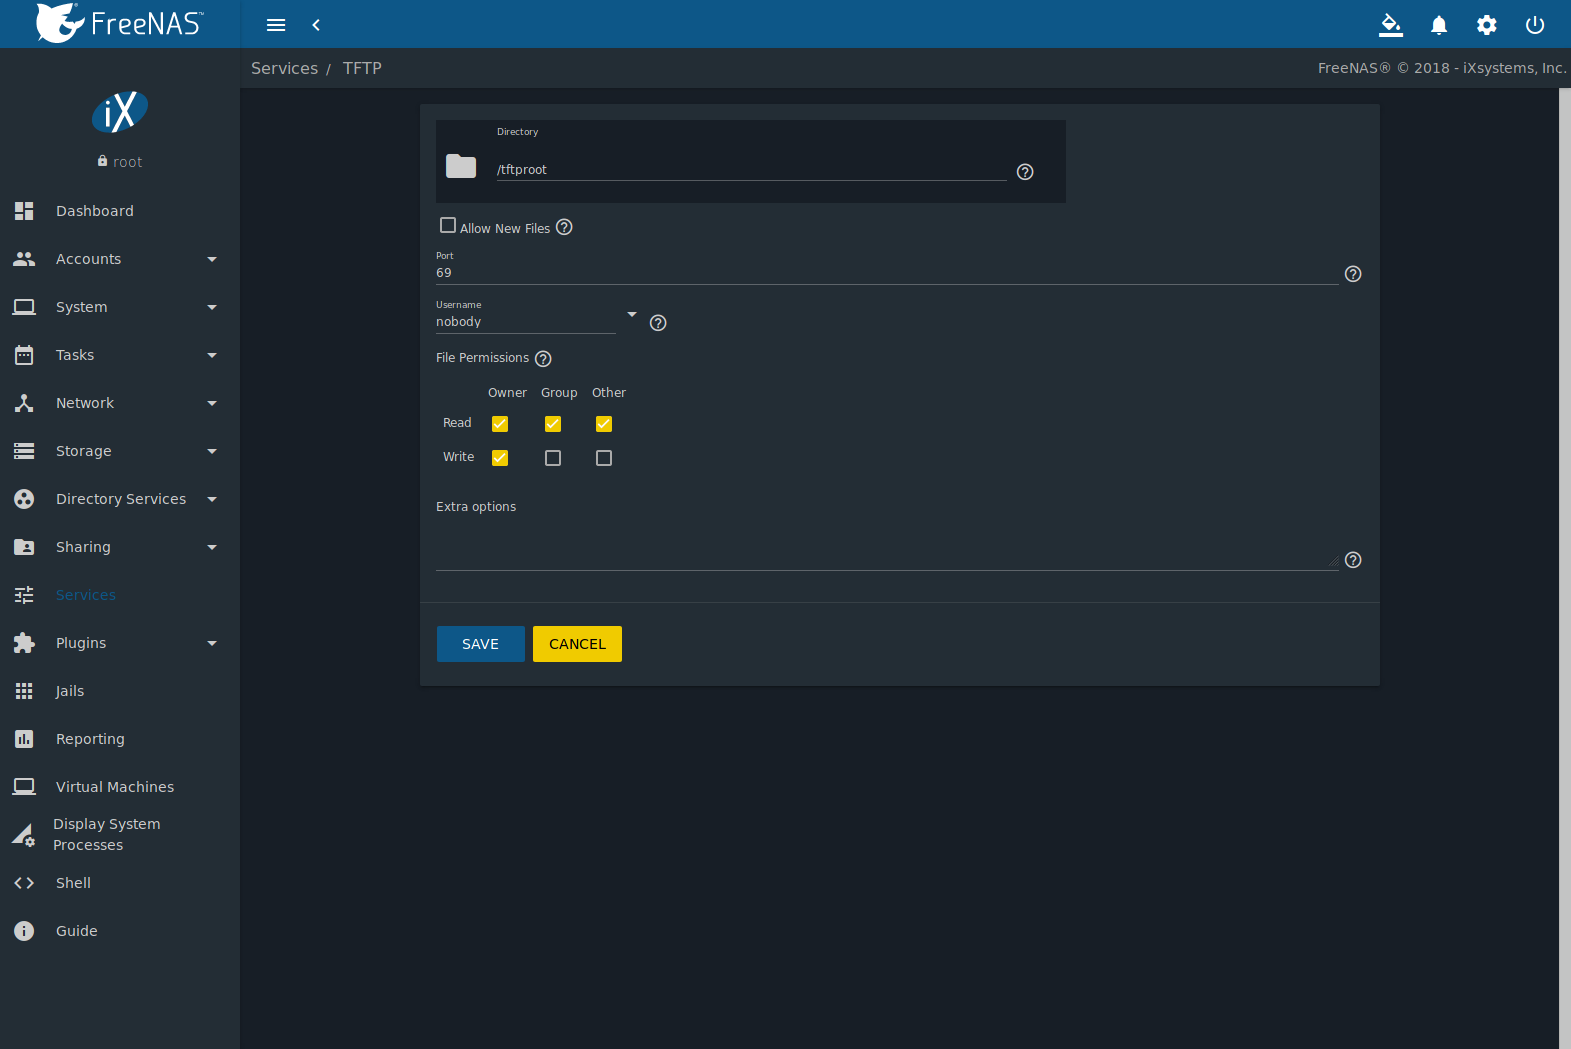 FreeNAS™
Services / TFTP
FreeNAS® © 2018 - iXsystems, Inc.
iX
root
Dashboard
Accounts
System
Tasks
Network
Storage
Directory Services
Sharing
Services
Plugins
Jails
Reporting
Virtual Machines
Display System
Processes
Shell
Guide
Directory
/tftproot
Allow New Files
Port
69
Username
nobody
File Permissions
Owner Group Other
Read
Write
Extra options
SAVE CANCEL